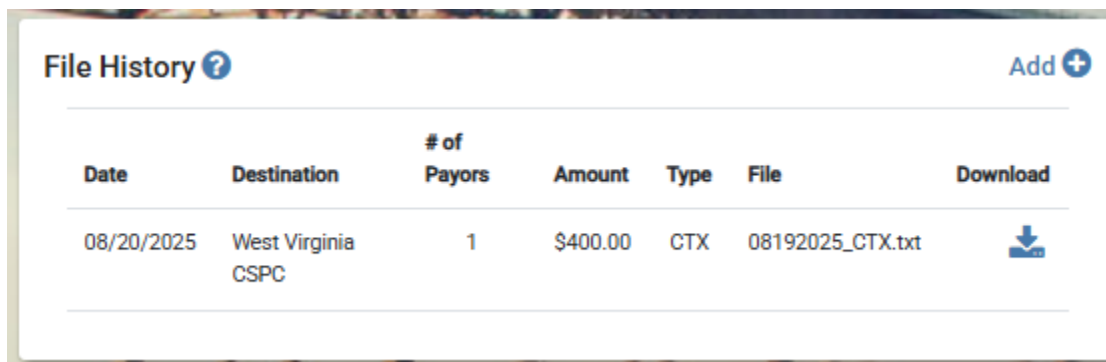 File History
Add
Date Destination # of Payors Amount Type File Download
08/20/2025 West Virginia CSPC 1 $400.00 CTX 08192025_CTX.txt